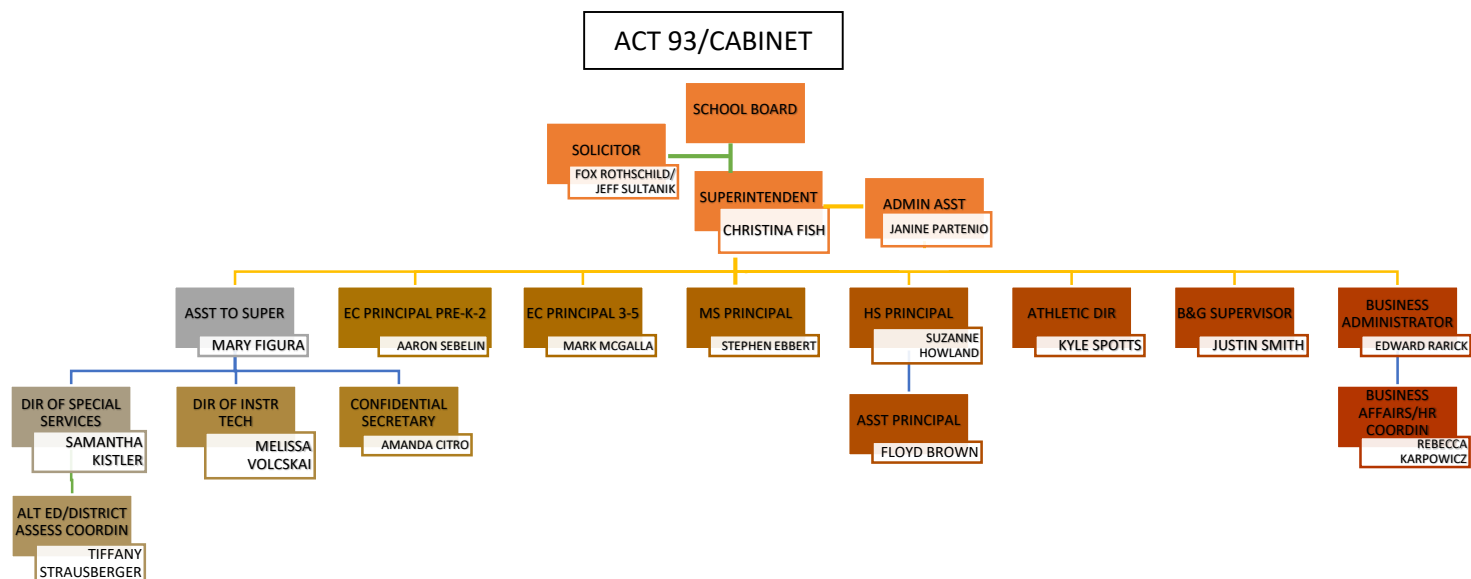 ACT 93/CABINET
SCHOOL BOARD
SOLICITOR
FOX ROTHSCHILD/
JEFF SULTANIK
SUPERINTENDENT
CHRISTINA FISH
ADMIN ASST
JANINE PARTENIO
ASST TO SUPER
MARY FIGURA
EC PRINCIPAL PRE-K-2
AARON SEBELIN
EC PRINCIPAL 3-5
MARK MCGALLA
MS PRINCIPAL
STEPHEN EBBERT
HS PRINCIPAL
SUZANNE
HOWLAND
ATHLETIC DIR
KYLE SPOTTS
B&G SUPERVISOR
JUSTIN SMITH
BUSINESS
ADMINISTRATOR
EDWARD RARICK
DIR OF SPECIAL
SERVICES
SAMANTHA
KISTLER
DIR OF INSTR
TECH
MELISSA
VOLCSKAI
CONFIDENTIAL
SECRETARY
AMANDA CITRO
ASST PRINCIPAL
FLOYD BROWN
BUSINESS
AFFAIRS/HR
COORDIN
REBECCA
KARPOWICZ
ALT ED/DISTRICT
ASSESS COORDIN
TIFFANY
STRAUSBERGER